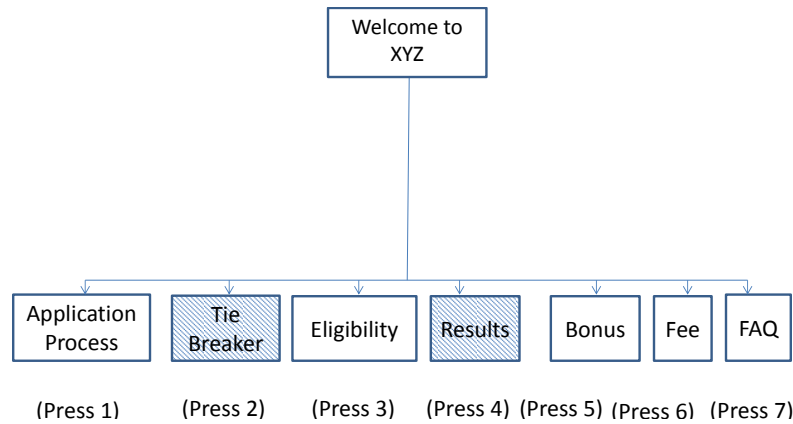 Welcome to
XYZ
Application
Process
Tie
Breaker
Eligibility
Results
Bonus
Fee
FAQ
(Press 1)
(Press 2)
(Press 3)
(Press 4)
(Press 5)
(Press 6)
(Press 7)